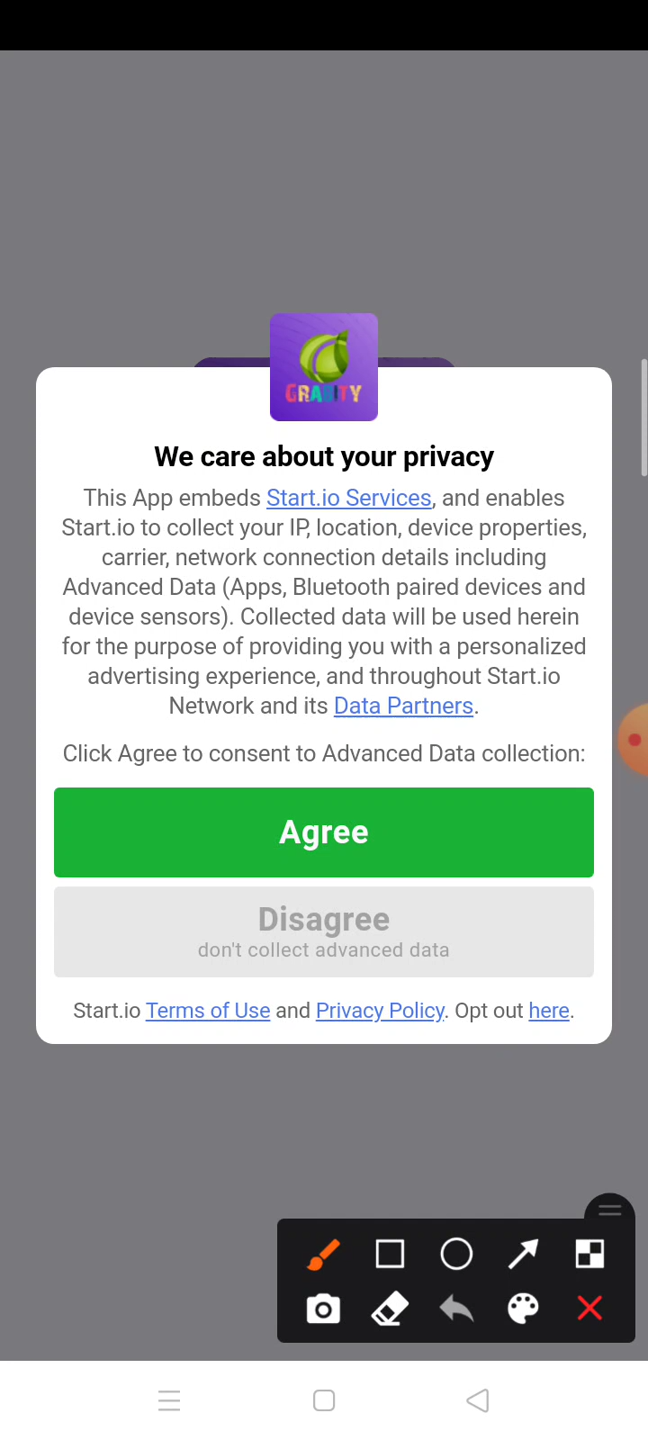 GRAVITY
We care about your privacy
This App embeds Start.io Services, and enables
Start.io to collect your IP, location, device properties,
carrier, network connection details including
Advanced Data (Apps, Bluetooth paired devices and
device sensors). Collected data will be used herein
for the purpose of providing you with a personalized
advertising experience, and throughout Start.io
Network and its Data Partners.
Click Agree to consent to Advanced Data collection:
Agree
Disagree
don't collect advanced data
Start.io Terms of Use and Privacy Policy. Opt out here.